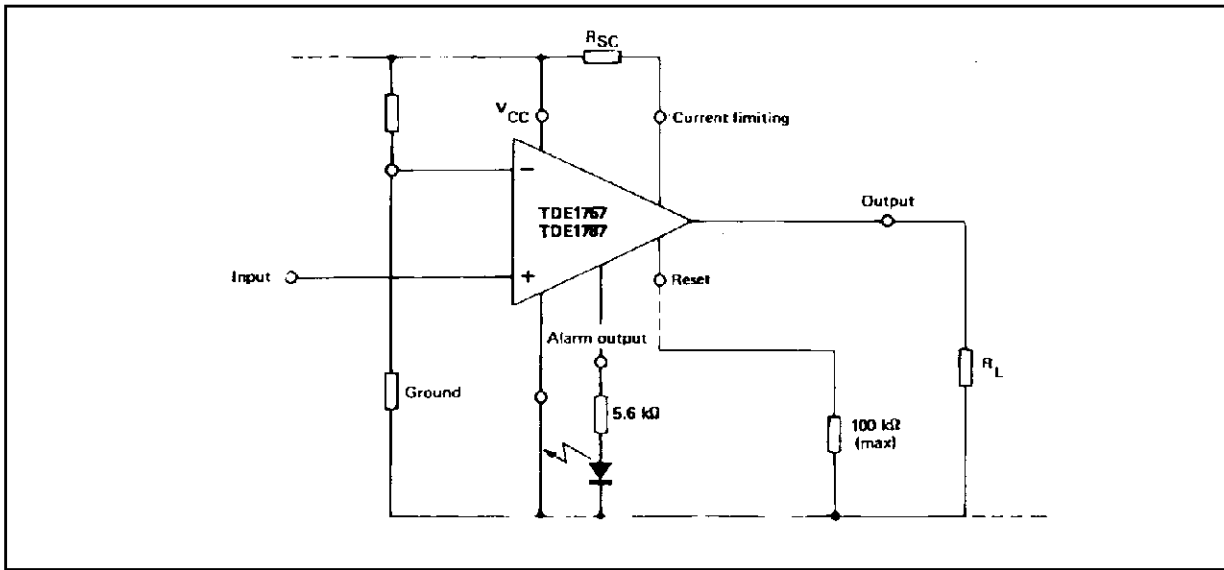 RSC
VCC
Current limiting
−
TDE1767
TDE1787
Output
Input
+
Reset
Alarm output
RL
Ground
5.6 kΩ
100 kΩ
(max)